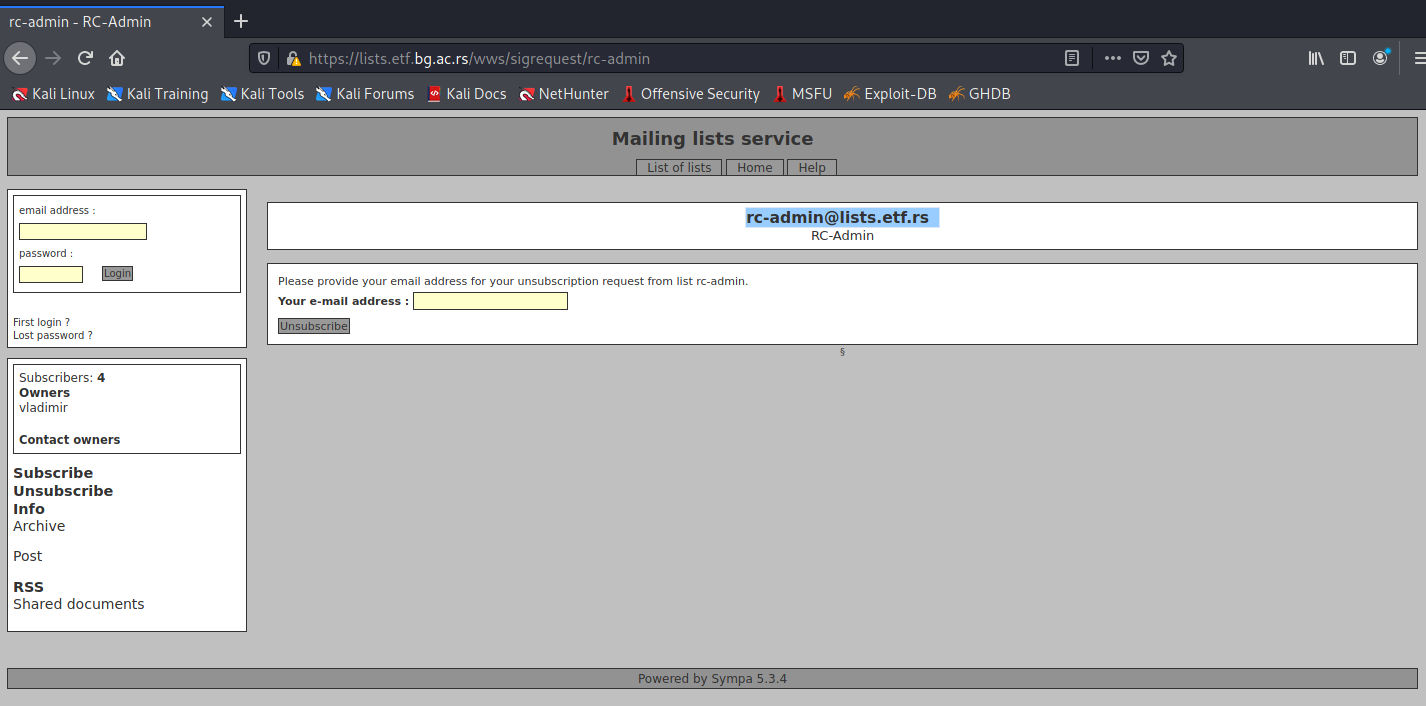 rc-admin - RC-Admin
https://lists.etf.bg.ac.rs/wws/sigrequest/rc-admin
Kali Linux Kali Training Kali Tools Kali Forums Kali Docs NetHunter Offensive Security MSFU Exploit-DB GHDB
Mailing lists service
List of lists Home Help
email address :
password :
Login
First login ?
Lost password ?
Subscribers: 4
Owners
vladimir
Contact owners
Subscribe
Unsubscribe
Info
Archive
Post
RSS
Shared documents
rc-admin@lists.etf.rs
RC-Admin
Please provide your email address for your unsubscription request from list rc-admin.
Your e-mail address :
Unsubscribe
§
Powered by Sympa 5.3.4